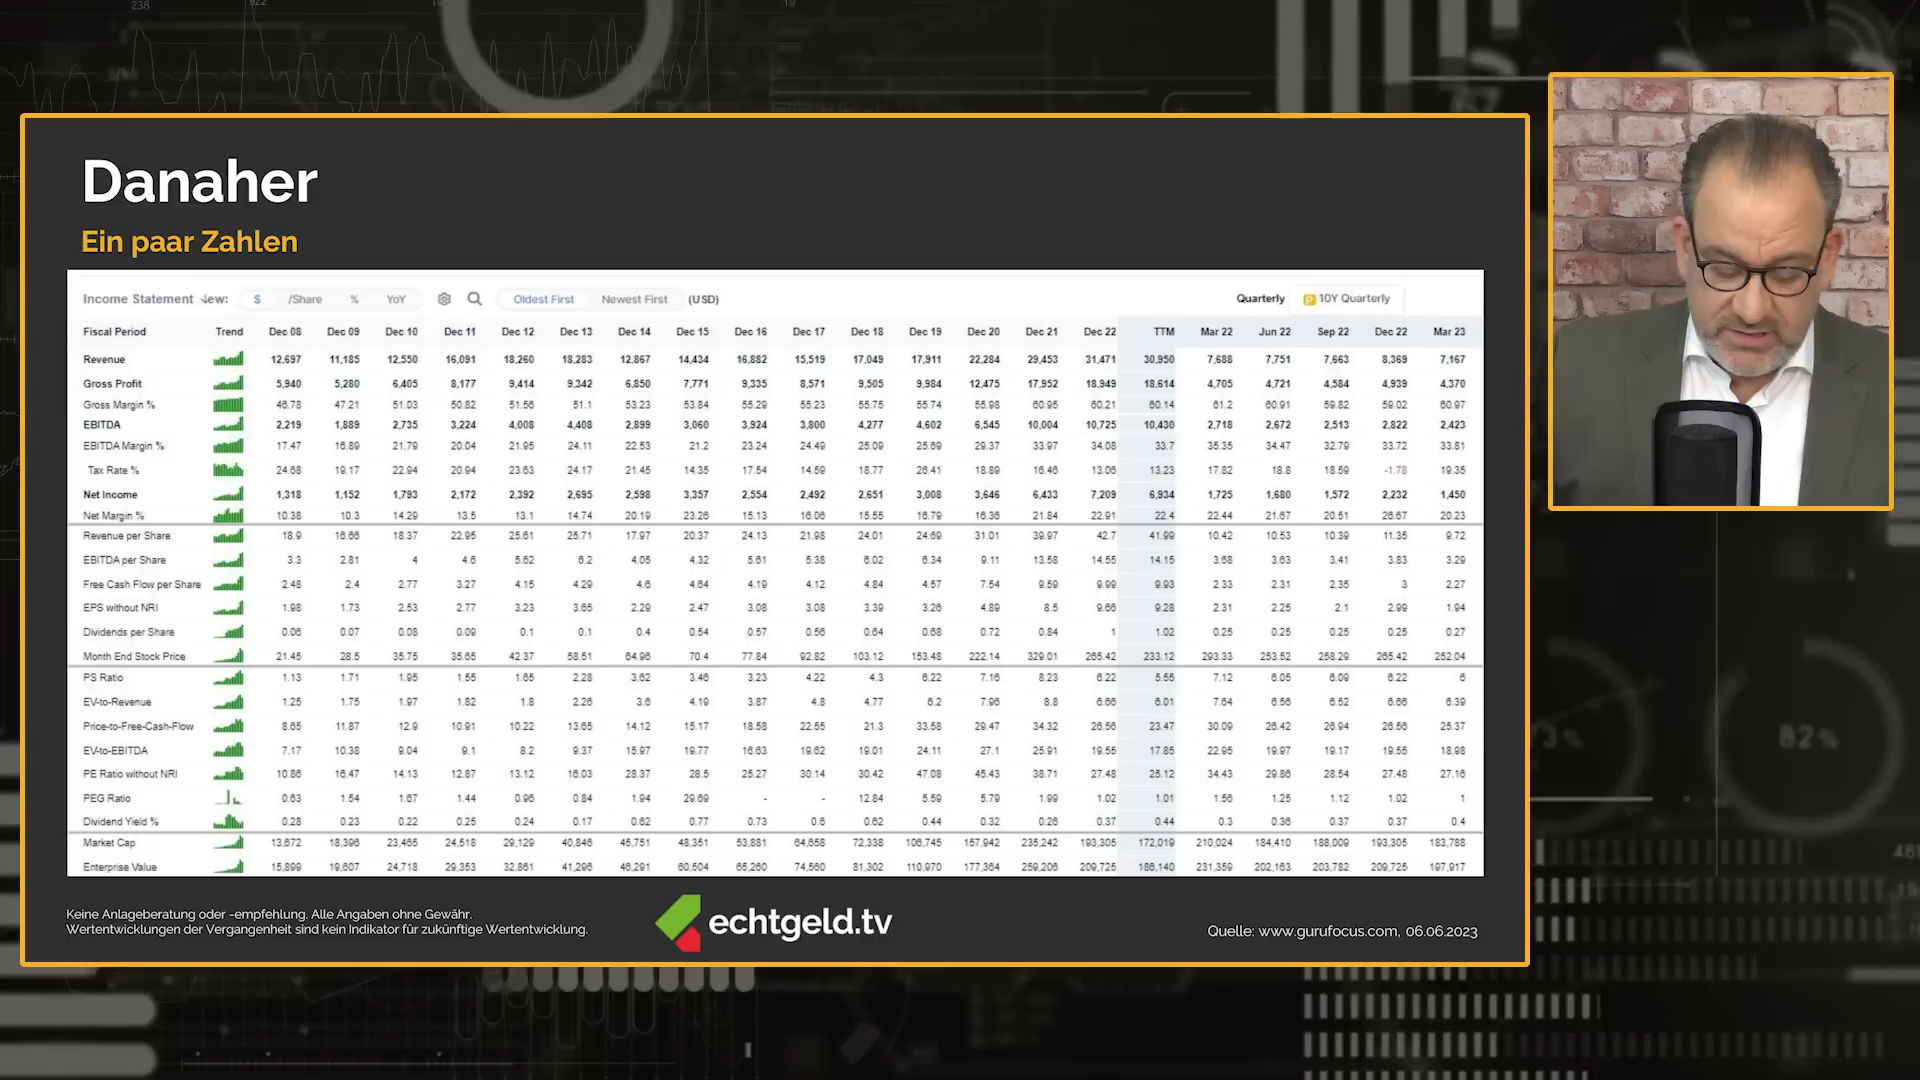 Danaher
Ein paar Zahlen
Income Statement $ /Share % YoY Oldest First Newest First (USD) Quarterly 10Y Quarterly
Fiscal Period Trend Dec 08 Dec 09 Dec 10 Dec 11 Dec 12 Dec 13 Dec 14 Dec 15 Dec 16 Dec 17 Dec 18 Dec 19 Dec 20 Dec 21 Dec 22 TTM Mar 22 Jun 22 Sep 22 Dec 22 Mar 23
Revenue 12,697 11,185 12,550 16,091 18,260 18,283 12,867 14,434 16,882 15,519 17,049 17,911 22,284 29,453 31,471 30,950 7,688 7,751 7,663 8,369 7,167
Gross Profit 5,940 5,280 6,405 8,177 9,414 9,342 6,850 7,771 9,335 8,571 9,505 9,984 12,475 17,952 18,949 18,614 4,705 4,721 4,584 4,939 4,370
Gross Margin % 46.78 47.21 51.03 50.82 51.56 51.1 53.23 53.84 55.29 55.23 55.75 55.74 55.98 60.95 60.21 60.14 61.2 60.91 59.82 59.02 60.97
EBITDA 2,219 1,889 2,735 3,224 4,008 4,408 2,899 3,060 3,924 3,800 4,277 4,602 6,545 10,004 10,725 10,430 2,718 2,672 2,513 2,822 2,423
EBITDA Margin % 17.47 16.89 21.79 20.04 21.95 24.11 22.53 21.2 23.24 24.49 25.09 25.69 29.37 33.97 34.08 33.7 35.35 34.47 32.79 33.72 33.81
Tax Rate % 24.68 19.17 22.94 20.94 23.63 24.17 21.45 14.35 17.54 14.59 18.77 26.41 18.89 16.46 13.06 13.23 17.82 18.8 18.59 -1.78 19.35
Net Income 1,318 1,152 1,793 2,172 2,392 2,695 2,598 3,357 2,554 2,492 2,651 3,008 3,646 6,433 7,209 6,934 1,725 1,680 1,572 2,232 1,450
Net Margin % 10.38 10.3 14.29 13.5 13.1 14.74 20.19 23.26 15.13 16.06 15.55 16.79 16.36 21.84 22.91 22.4 22.44 21.67 20.51 26.67 20.23
Revenue per Share 18.9 16.66 18.37 22.95 25.61 25.71 17.97 20.37 24.13 21.98 24.01 24.69 31.01 39.97 42.7 41.99 10.42 10.53 10.39 11.35 9.72
EBITDA per Share 3.3 2.81 4 4.6 5.62 6.2 4.05 4.32 5.61 5.38 6.02 6.34 9.11 13.58 14.55 14.15 3.68 3.63 3.41 3.83 3.29
Free Cash Flow per Share 2.48 2.4 2.77 3.27 4.15 4.29 4.6 4.64 4.19 4.12 4.84 4.57 7.54 9.59 9.99 9.93 2.33 2.31 2.35 3 2.27
EPS without NRI 1.98 1.73 2.53 2.77 3.23 3.65 2.29 2.47 3.08 3.08 3.39 3.26 4.89 8.5 9.66 9.28 2.31 2.25 2.1 2.99 1.94
Dividends per Share 0.06 0.07 0.08 0.09 0.1 0.1 0.4 0.54 0.57 0.56 0.64 0.68 0.72 0.84 1 1.02 0.25 0.25 0.25 0.25 0.27
Month End Stock Price 21.45 28.5 35.75 35.65 42.37 58.51 64.96 70.4 77.84 92.82 103.12 153.48 222.14 329.01 265.42 233.12 293.33 253.52 258.29 265.42 252.04
PS Ratio 1.13 1.71 1.95 1.55 1.65 2.28 3.62 3.46 3.23 4.22 4.3 6.22 7.16 8.23 6.22 5.55 7.12 6.05 6.09 6.22 6
EV-to-Revenue 1.25 1.75 1.97 1.82 1.8 2.26 3.6 4.19 3.87 4.8 4.77 6.2 7.96 8.8 6.66 6.01 7.64 6.56 6.52 6.66 6.39
Price-to-Free-Cash-Flow 8.65 11.87 12.9 10.91 10.22 13.65 14.12 15.17 18.58 22.55 21.3 33.58 29.47 34.32 26.56 23.47 30.09 26.42 26.94 26.56 25.37
EV-to-EBITDA 7.17 10.38 9.04 9.1 8.2 9.37 15.97 19.77 16.63 19.62 19.01 24.11 27.1 25.91 19.55 17.85 22.95 19.97 19.17 19.55 18.98
PE Ratio without NRI 10.86 16.47 14.13 12.87 13.12 16.03 28.37 28.5 25.27 30.14 30.42 47.08 45.43 38.71 27.48 25.12 34.43 29.86 28.54 27.48 27.16
PEG Ratio 0.63 1.54 1.67 1.44 0.96 0.84 1.94 29.69 - - 12.84 5.59 5.79 1.99 1.02 1.01 1.56 1.25 1.12 1.02 1
Dividend Yield % 0.28 0.23 0.22 0.25 0.24 0.17 0.62 0.77 0.73 0.6 0.62 0.44 0.32 0.26 0.37 0.44 0.3 0.36 0.37 0.37 0.4
Market Cap 13,672 18,396 23,465 24,518 29,129 40,846 45,751 48,351 53,881 64,658 72,338 106,745 157,942 235,242 193,305 172,019 210,024 184,410 188,009 193,305 183,788
Enterprise Value 15,899 19,607 24,718 29,353 32,861 41,296 46,291 60,504 65,260 74,560 81,302 110,970 177,364 259,206 209,725 186,140 231,359 202,163 203,782 209,725 197,917
Keine Anlageberatung oder -empfehlung. Alle Angaben ohne Gewähr.
Wertentwicklungen der Vergangenheit sind kein Indikator für zukünftige Wertentwicklung.
echtgeld.tv
Quelle: www.gurufocus.com, 06.06.2023
82%